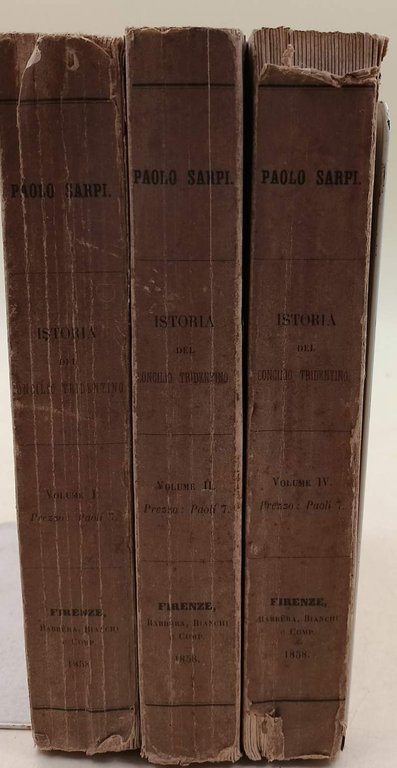 PAOLO SARPI.
ISTORIA
DEL
CONCILIO TRIDENTINO
VOLUME I.
Prezzo: Paoli 7.
FIRENZE,
BARBÈRA, BIANCHI
e COMP.
1858
PAOLO SARPI.
ISTORIA
DEL
CONCILIO TRIDENTINO.
VOLUME II.
Prezzo: Paoli 7.
FIRENZE,
BARBÈRA, BIANCHI
e COMP.
1858.
PAOLO SARPI.
ISTORIA
DEL
CONCILIO TRIDENTINO.
VOLUME IV.
Prezzo: Paoli 7.
FIRENZE,
BARBÈRA, BIANCHI
e COMP.
1858.